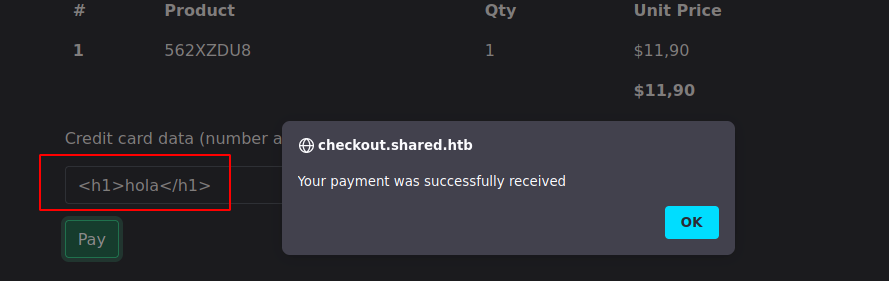 # Product Qty Unit Price
1 562XZDU8 1 $11,90
$11,90
Credit card data (number a
checkout.shared.htb
Your payment was successfully received
<h1>hola</h1>
OK
Pay